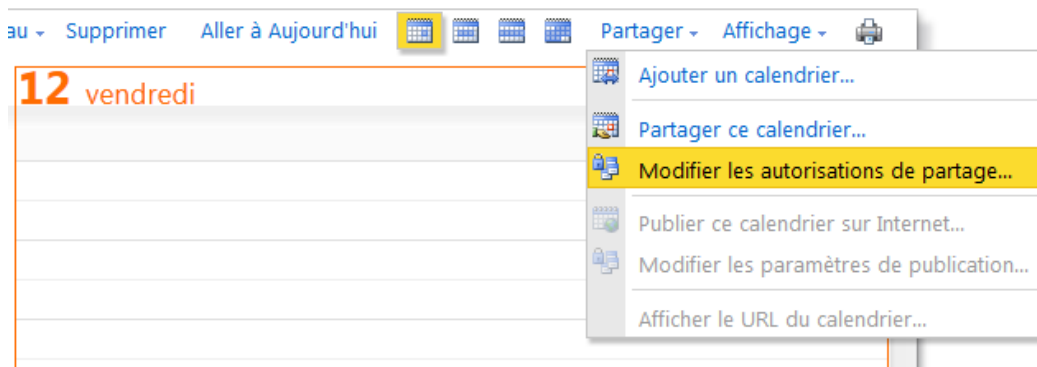 au Supprimer Aller à Aujourd'hui Partager Affichage
12 vendredi
Ajouter un calendrier...
Partager ce calendrier...
Modifier les autorisations de partage...
Publier ce calendrier sur Internet...
Modifier les paramètres de publication...
Afficher le URL du calendrier...